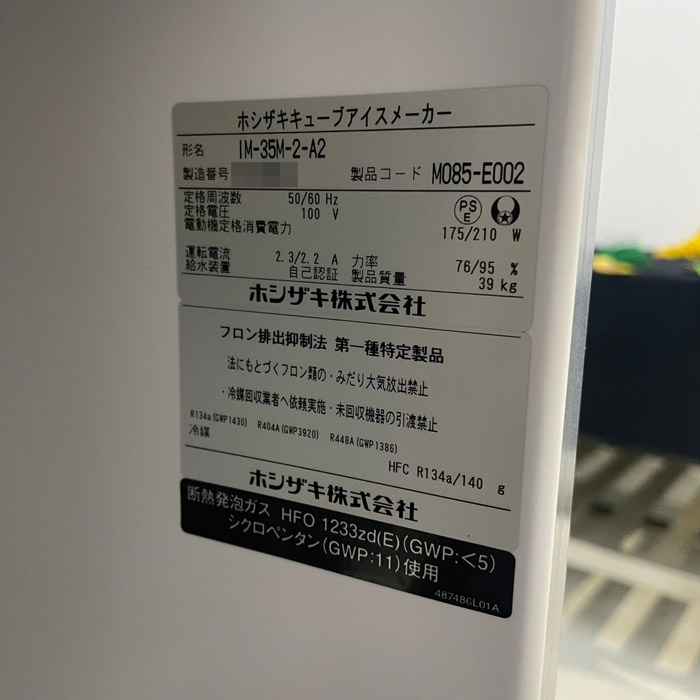 ホシザキキューブアイスメーカー
形名 IM-35M-2-A2
製造番号 製品コード M085-E002
定格周波数 50/60 Hz
定格電圧 100 V
PS E
電動機定格消費電力 175/210 W
運転電流 2.3/2.2 A 力率 76/95 %
給水装置 自己認証 製品質量 39 kg
ホシザキ株式会社
フロン排出抑制法 第一種特定製品
法にもとづくフロン類の・みだり大気放出禁止
・冷媒回収業者へ依頼実施・未回収機器の引渡禁止
R134a(GWP1430) R404A(GWP3920) R448A(GWP1386)
冷媒 HFC R134a/140 g
ホシザキ株式会社
断熱発泡ガス HFO 1233zd(E)(GWP:<5)
シクロペンタン(GWP:11)使用
487486L01A